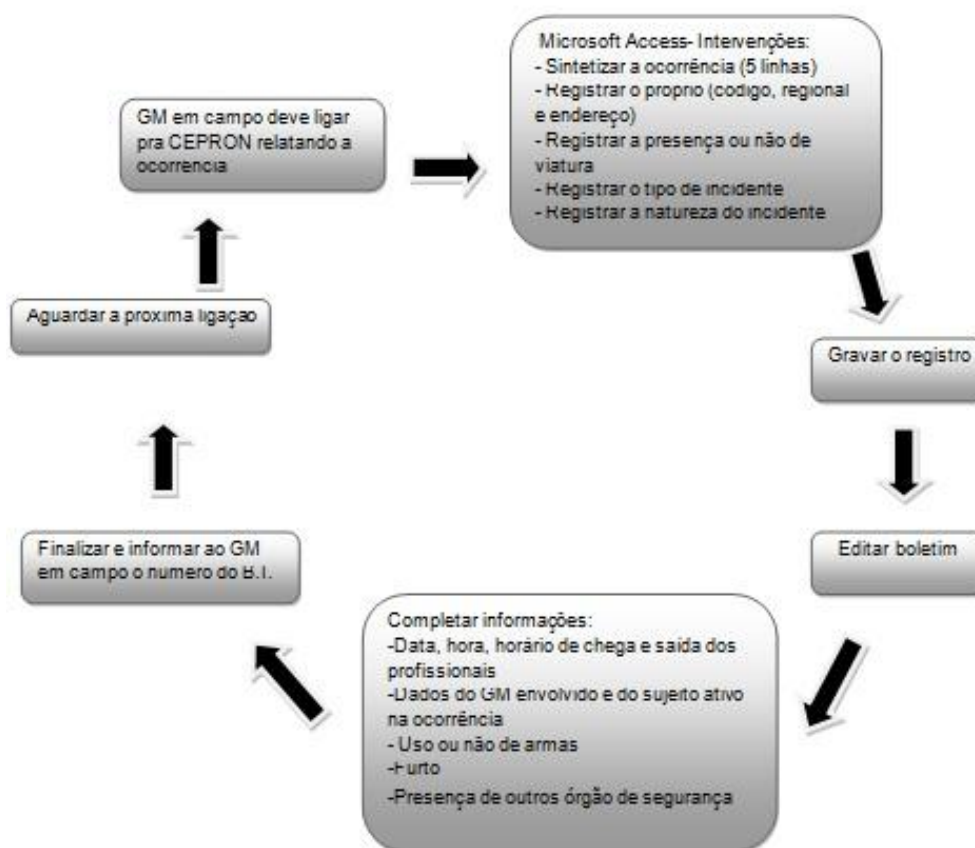 GM em campo deve ligar
pra CEPRON relatando a
ocorrencia
Microsoft Access- Intervenções:
- Sintetizar a ocorrência (5 linhas)
- Registrar o proprio (codigo, regional
e endereço)
- Registrar a presença ou não de
viatura
- Registrar o tipo de incidente
- Registrar a natureza do incidente
Gravar o registro
Editar boletim
Completar informações:
-Data, hora, horário de chega e saida dos
profissionais
-Dados do GM envolvido e do sujeito ativo
na ocorrência
- Uso ou não de armas
-Furto
-Presença de outros órgão de segurança
Finalizar e informar ao GM
em campo o numero do B.I.
Aguardar a proxima ligação